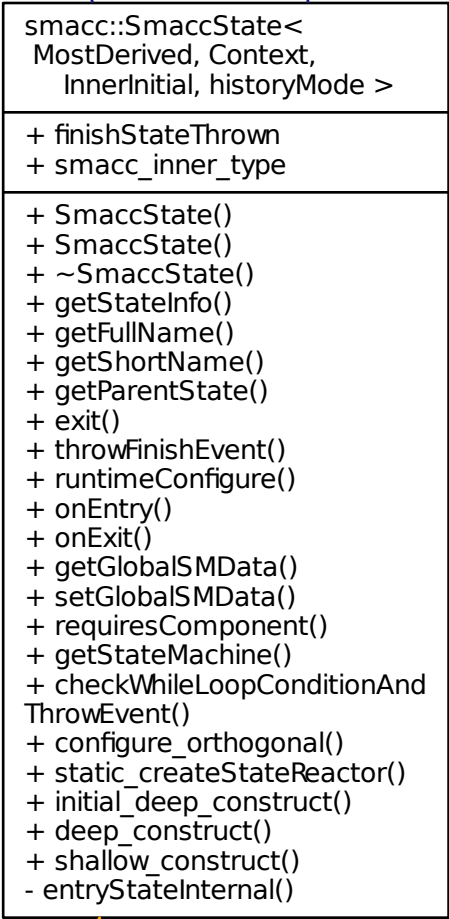 smacc::SmaccState<
MostDerived, Context,
InnerInitial, historyMode >
+ finishStateThrown
+ smacc_inner_type
+ SmaccState()
+ SmaccState()
+ ~SmaccState()
+ getStateInfo()
+ getFullName()
+ getShortName()
+ getParentState()
+ exit()
+ throwFinishEvent()
+ runtimeConfigure()
+ onEntry()
+ onExit()
+ getGlobalSMData()
+ setGlobalSMData()
+ requiresComponent()
+ getStateMachine()
+ checkWhileLoopConditionAnd
ThrowEvent()
+ configure_orthogonal()
+ static_createStateReactor()
+ initial_deep_construct()
+ deep_construct()
+ shallow_construct()
- entryStateInternal()